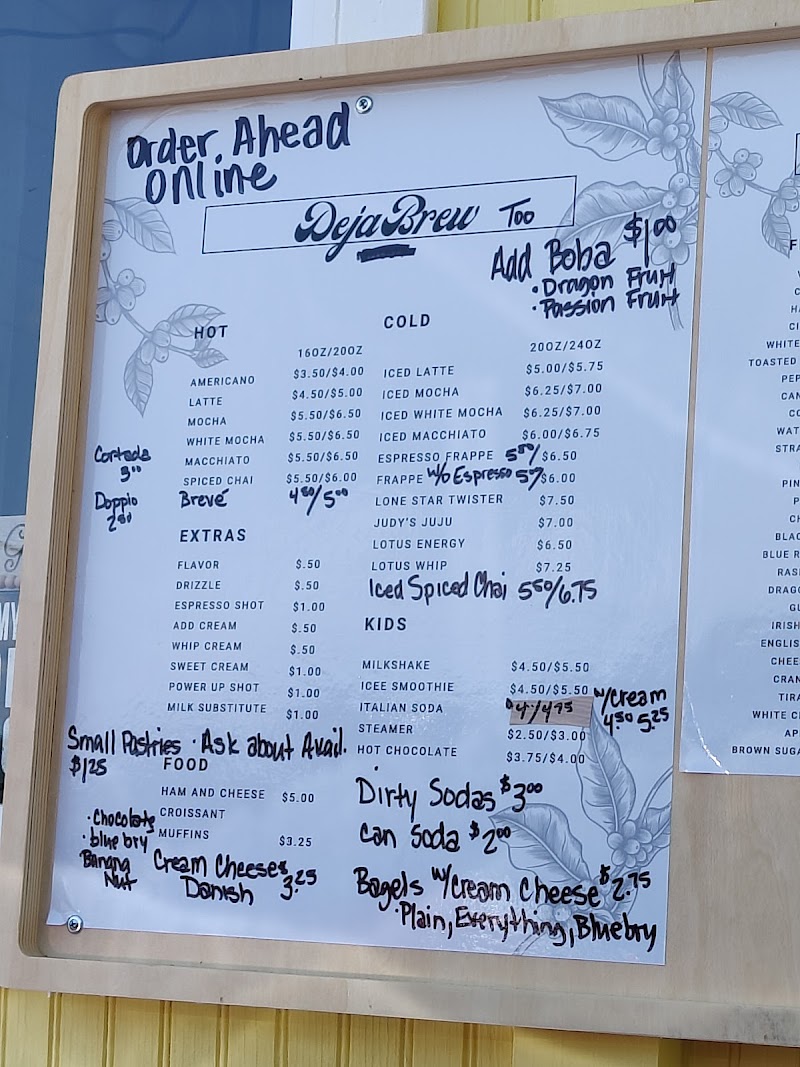 Order Ahead
Online
Deja Brew Too
Add Boba $1.00
• Dragon Fruit
• Passion Fruit
HOT
16OZ/20OZ
AMERICANO $3.50/$4.00
LATTE $4.50/$5.00
MOCHA $5.50/$6.50
WHITE MOCHA $5.50/$6.50
MACCHIATO $5.50/$6.50
SPICED CHAI $5.50/$6.00
Brevé 4.50/5.00
Cortado
3.00
Doppio
2.50
EXTRAS
FLAVOR $.50
DRIZZLE $.50
ESPRESSO SHOT $1.00
ADD CREAM $.50
WHIP CREAM $.50
SWEET CREAM $1.00
POWER UP SHOT $1.00
MILK SUBSTITUTE $1.00
Small Pastries • Ask about Avail.
$1.25
FOOD
HAM AND CHEESE $5.00
CROISSANT
MUFFINS $3.25
• Chocolate
• bluebry
Banana
Nut
Cream Cheese
Danish 3.25
COLD
20OZ/24OZ
ICED LATTE $5.00/$5.75
ICED MOCHA $6.25/$7.00
ICED WHITE MOCHA $6.25/$7.00
ICED MACCHIATO $6.00/$6.75
ESPRESSO FRAPPE 5.50/$6.50
FRAPPE w/o Espresso /$6.00
LONE STAR TWISTER $7.50
JUDY'S JUJU $7.00
LOTUS ENERGY $6.50
LOTUS WHIP $7.25
Iced Spiced Chai 5.50/6.75
KIDS
MILKSHAKE $4.50/$5.50
ICEE SMOOTHIE $4.50/$5.50
ITALIAN SODA $4.-/4.75 w/cream
4.50 5.25
STEAMER $2.50/$3.00
HOT CHOCOLATE $3.75/$4.00
Dirty Sodas $3.00
Can Soda $2.00
Bagels w/cream cheese $2.75
• Plain, Everything, Bluebry
WHITE
TOASTED
BROWN SUGA